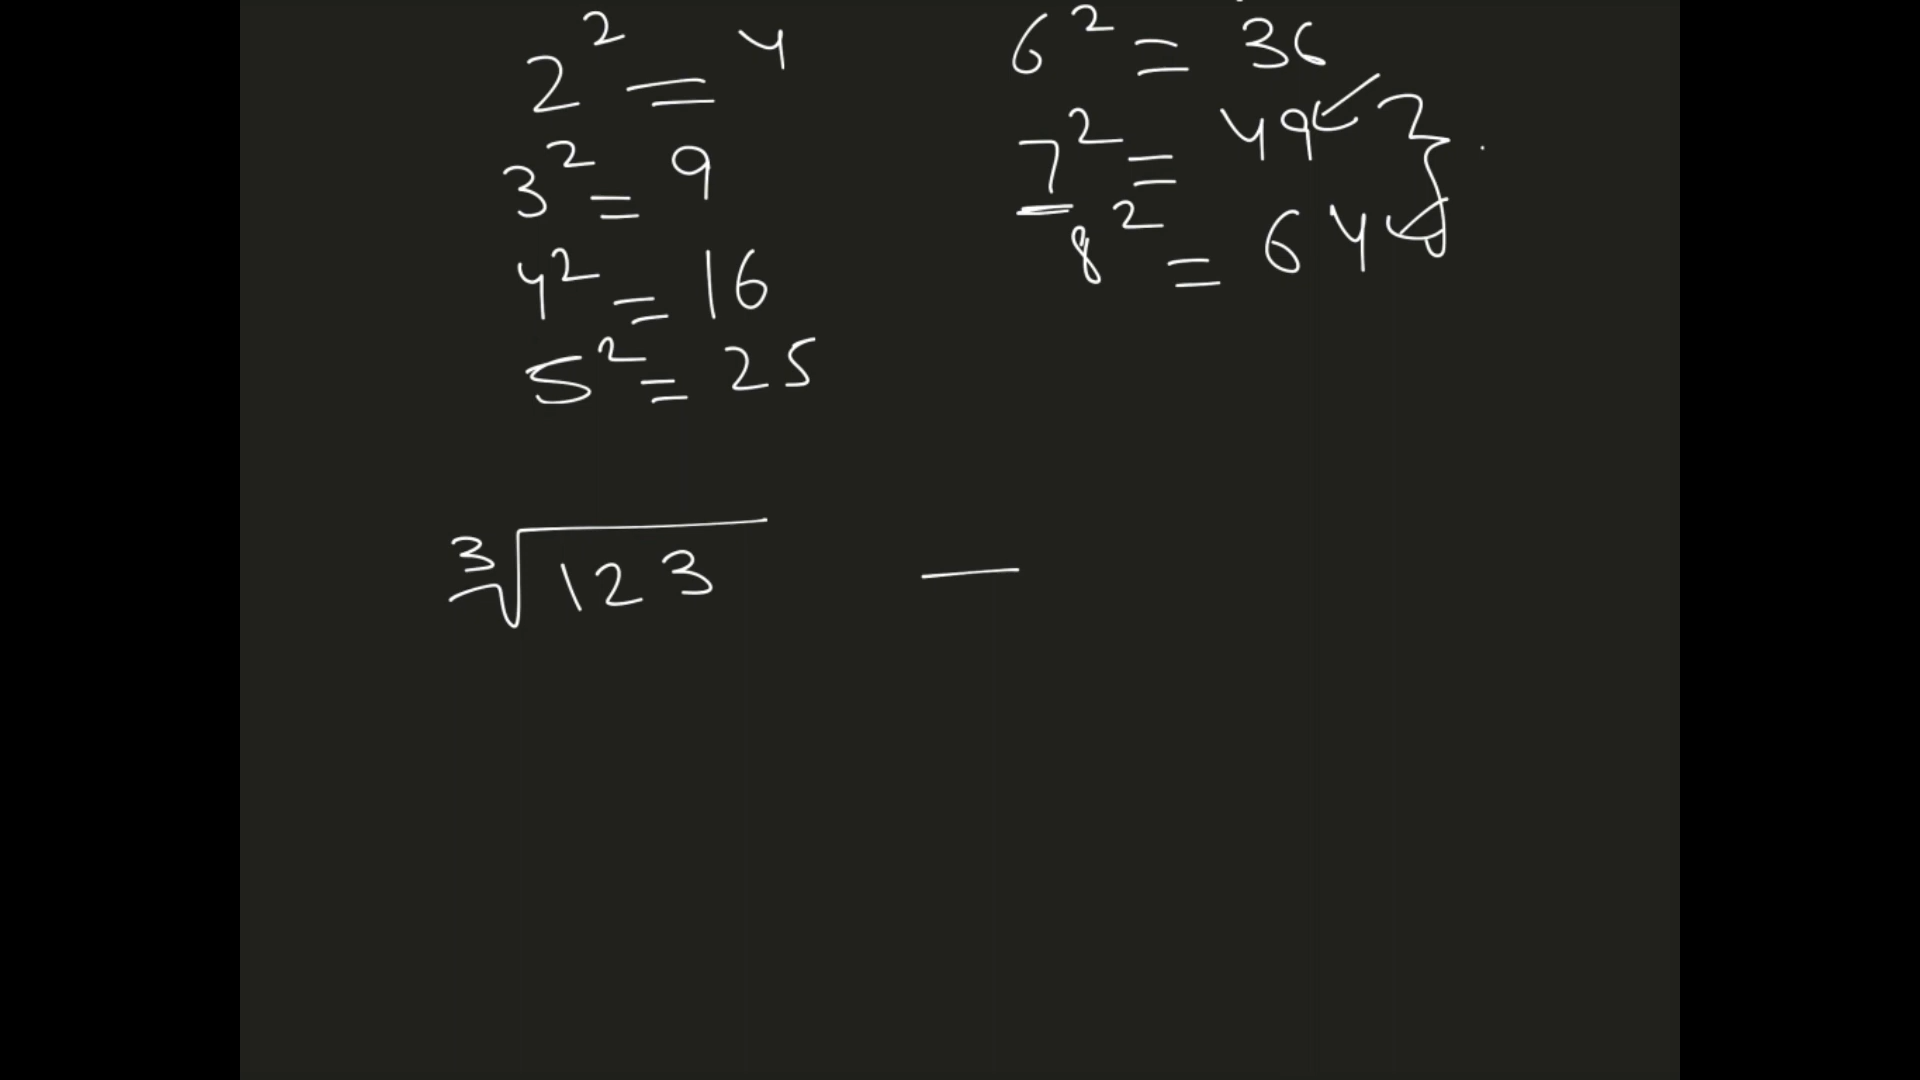 2² = 4
3² = 9
4² = 16
5² = 25
6² = 36
7² = 49
8² = 64
∛123 —